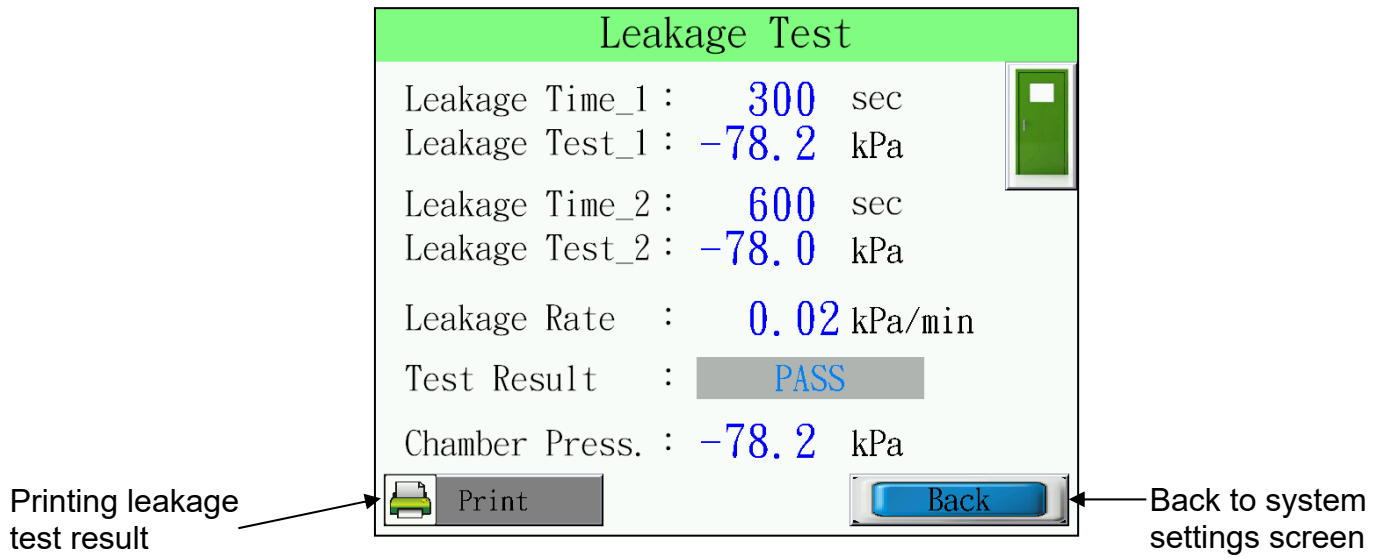 Leakage Test
Leakage Time_1 : 300 sec
Leakage Test_1 : -78.2 kPa
Leakage Time_2 : 600 sec
Leakage Test_2 : -78.0 kPa
Leakage Rate : 0.02 kPa/min
Test Result : PASS
Chamber Press. : -78.2 kPa
Print
Back
Printing leakage
test result
Back to system
settings screen